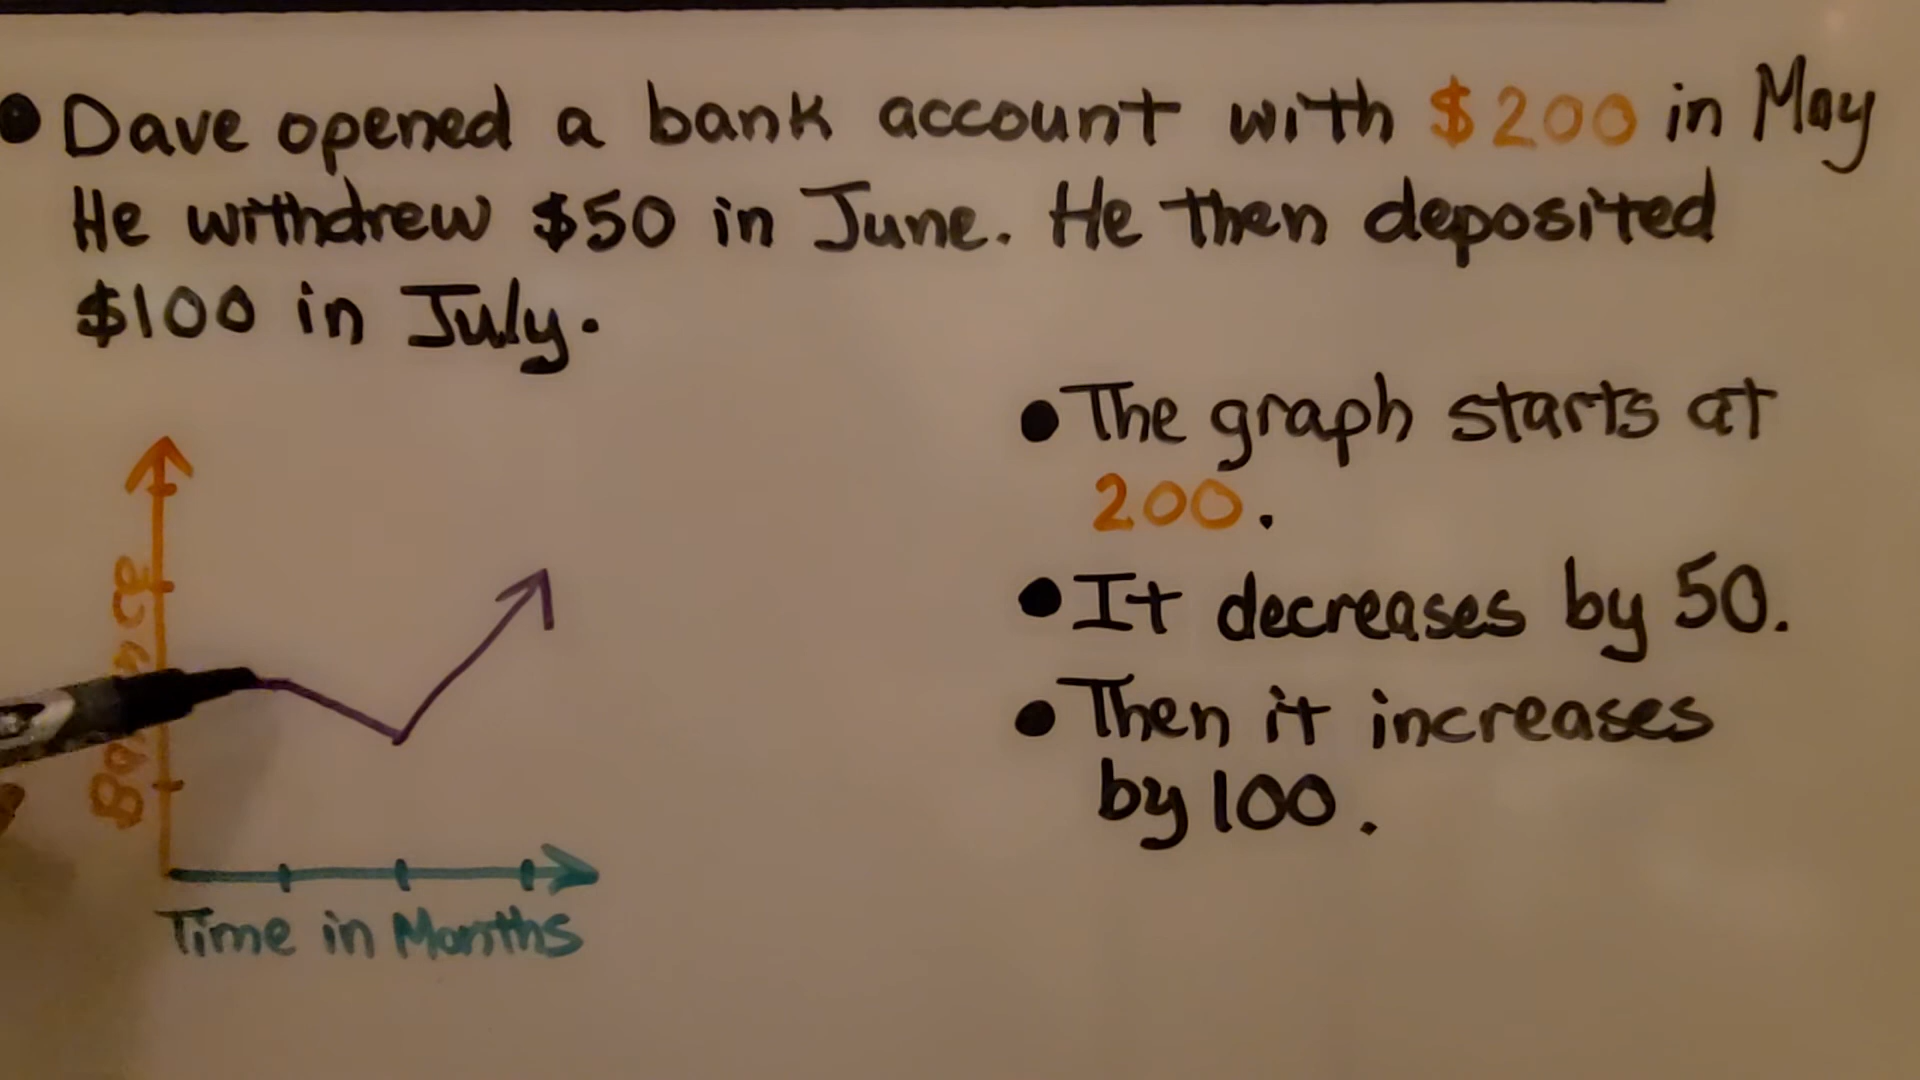 Dave opened a bank account with $200 in May
He withdrew $50 in June. He then deposited
$100 in July.
The graph starts at
200.
It decreases by 50.
Then it increases
by 100.
Time in Months